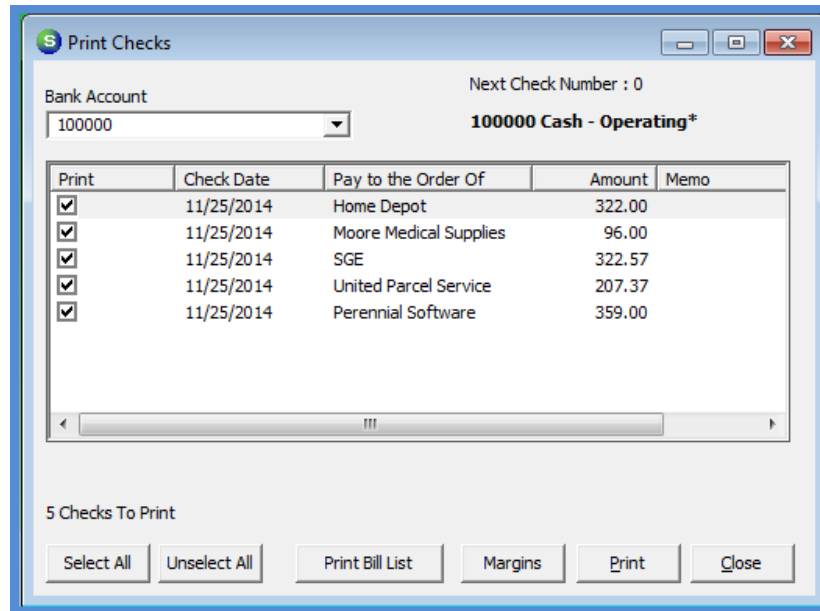 S Print Checks
Next Check Number : 0
Bank Account
100000
100000 Cash - Operating*
Print Check Date Pay to the Order Of Amount Memo
11/25/2014 Home Depot 322.00
11/25/2014 Moore Medical Supplies 96.00
11/25/2014 SGE 322.57
11/25/2014 United Parcel Service 207.37
11/25/2014 Perennial Software 359.00
5 Checks To Print
Select All Unselect All Print Bill List Margins Print Close